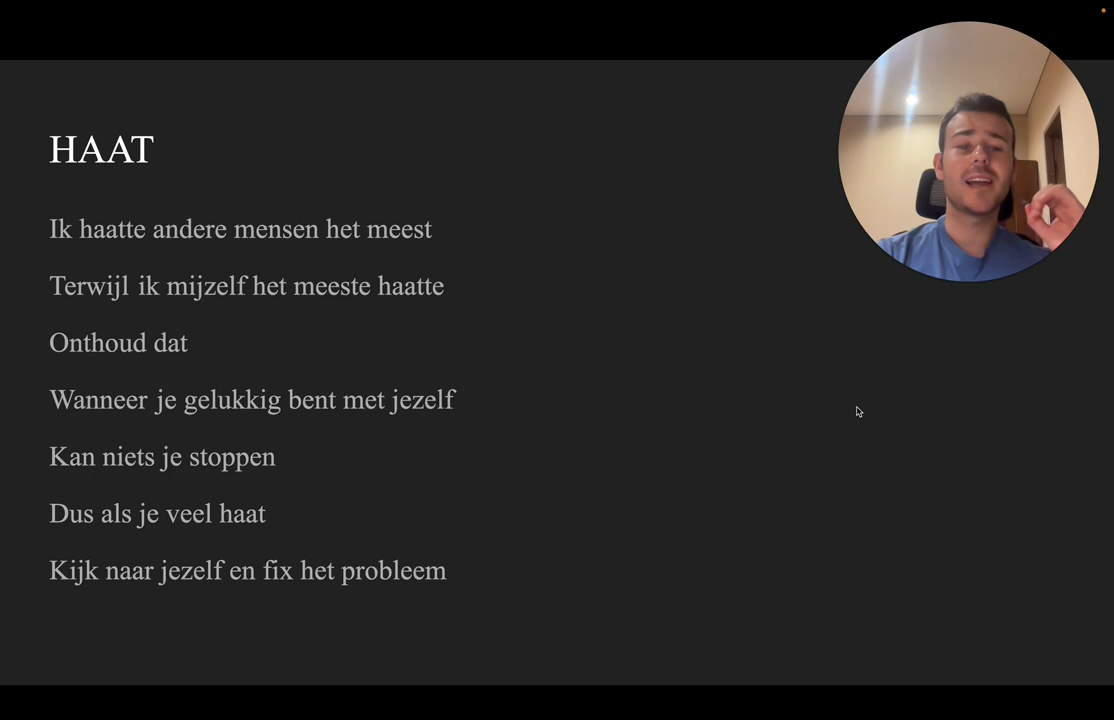 HAAT
Ik haatte andere mensen het meest
Terwijl ik mijzelf het meeste haatte
Onthoud dat
Wanneer je gelukkig bent met jezelf
Kan niets je stoppen
Dus als je veel haat
Kijk naar jezelf en fix het probleem